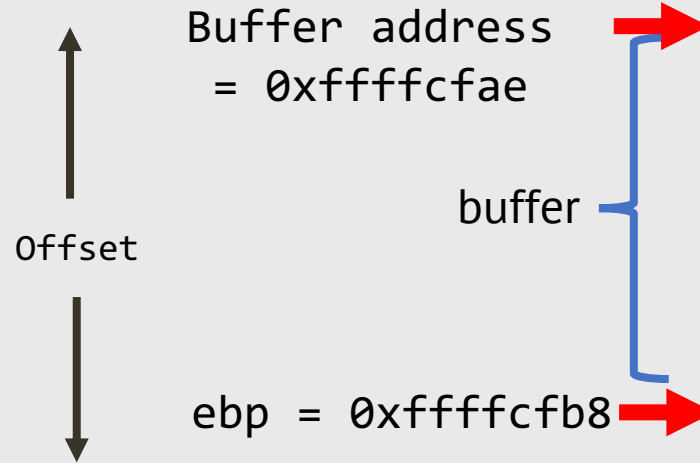 Buffer address
= 0xffffcfae
buffer
Offset
ebp = 0xffffcfb8